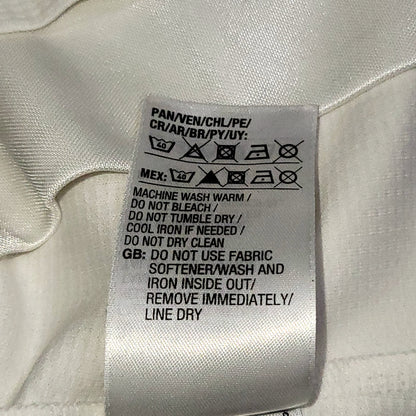 PAN/VEN/CHL/PE/
CR/AR/BR/PY/UY:
40
MEX: 40
MACHINE WASH WARM /
DO NOT BLEACH /
DO NOT TUMBLE DRY /
COOL IRON IF NEEDED /
DO NOT DRY CLEAN
GB: DO NOT USE FABRIC
SOFTENER/WASH AND
IRON INSIDE OUT/
REMOVE IMMEDIATELY/
LINE DRY